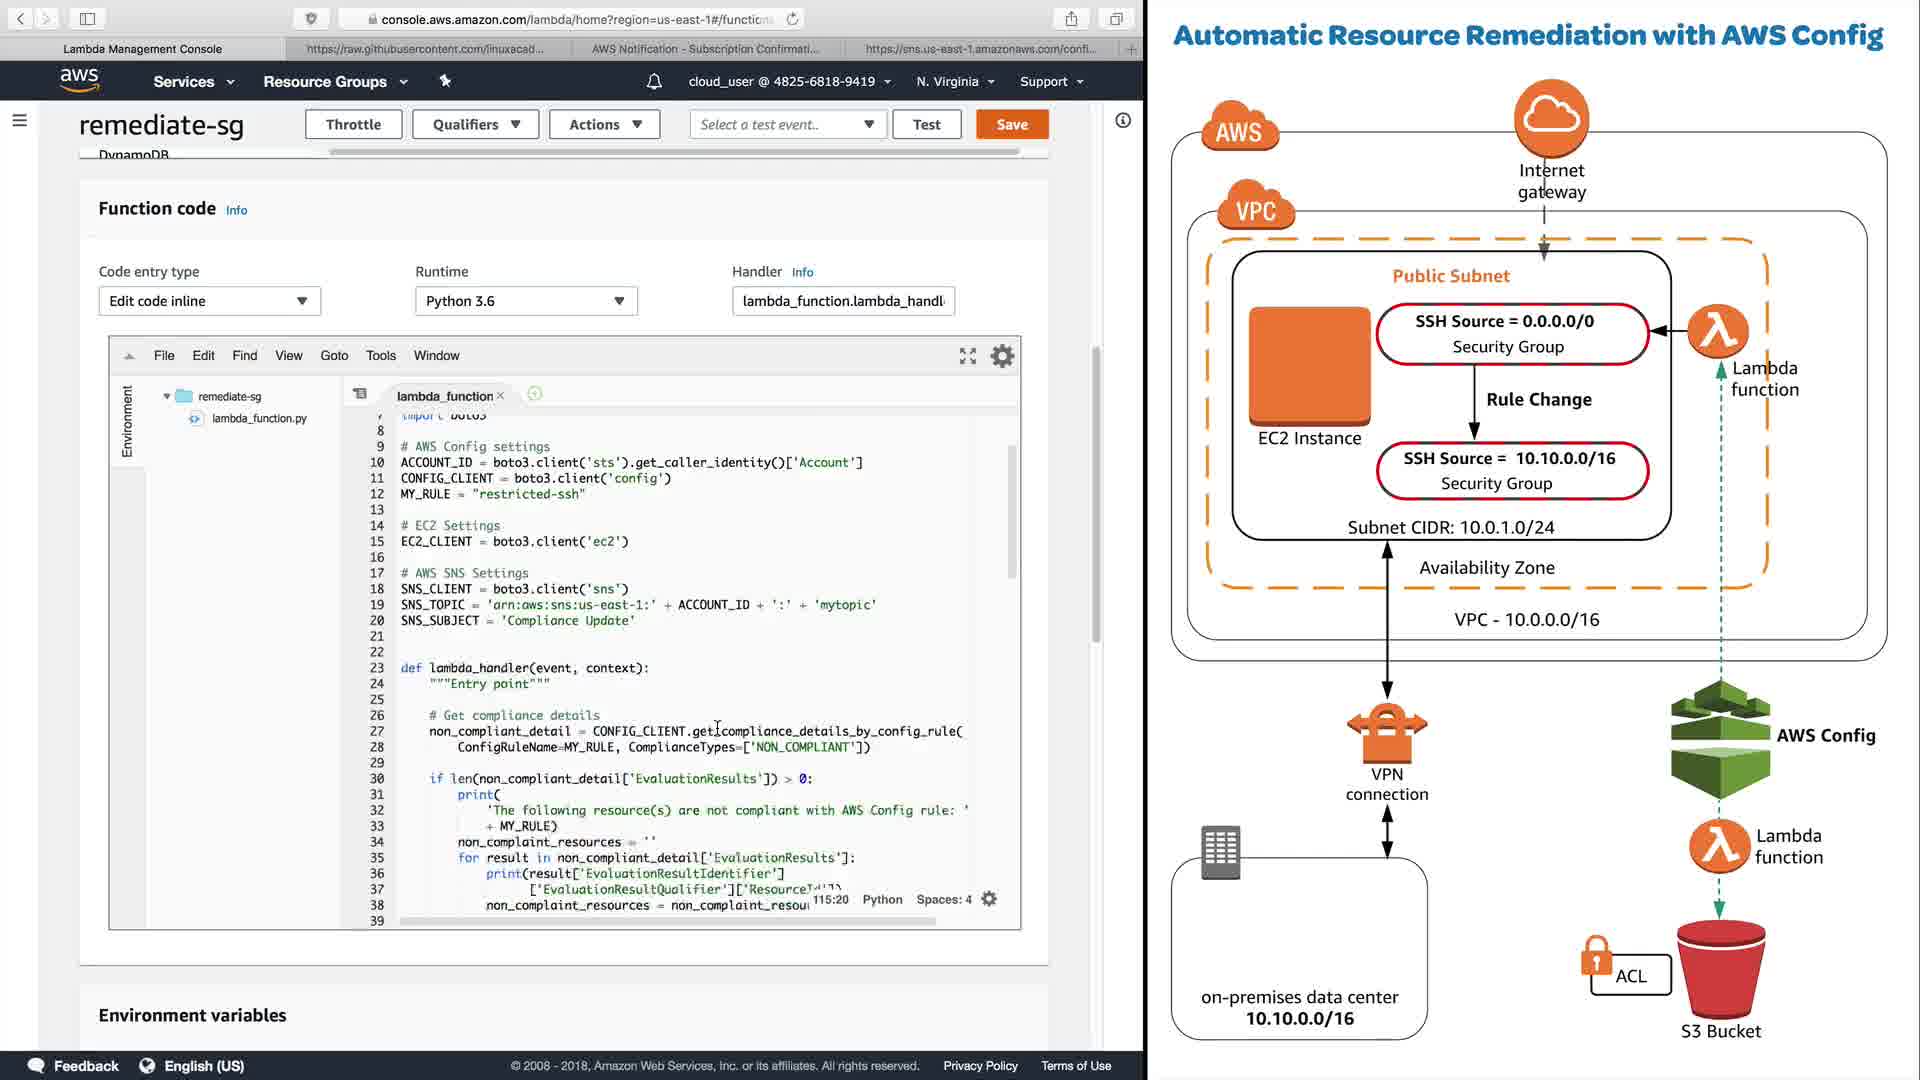 console.aws.amazon.com/lambda/home?region=us-east-1#/function
Lambda Management Console
https://raw.githubusercontent.com/linuxacad...
AWS Notification - Subscription Confirmati...
https://sns.us-east-1.amazonaws.com/confi...
aws
Services
Resource Groups
cloud_user @ 4825-6818-9419
N. Virginia
Support
remediate-sg
Throttle
Qualifiers
Actions
Select a test event..
Test
Save
DynamoDB
Function code Info
Code entry type
Runtime
Handler Info
Edit code inline
Python 3.6
lambda_function.lambda_handl
File Edit Find View Goto Tools Window
Environment
remediate-sg
lambda_function.py
lambda_function
7 import boto3
8
9 # AWS Config settings
10 ACCOUNT_ID = boto3.client('sts').get_caller_identity()['Account']
11 CONFIG_CLIENT = boto3.client('config')
12 MY_RULE = "restricted-ssh"
13
14 # EC2 Settings
15 EC2_CLIENT = boto3.client('ec2')
16
17 # AWS SNS Settings
18 SNS_CLIENT = boto3.client('sns')
19 SNS_TOPIC = 'arn:aws:sns:us-east-1:' + ACCOUNT_ID + ':' + 'mytopic'
20 SNS_SUBJECT = 'Compliance Update'
21
22
23 def lambda_handler(event, context):
24 """Entry point"""
25
26 # Get compliance details
27 non_compliant_detail = CONFIG_CLIENT.get_compliance_details_by_config_rule(
28 ConfigRuleName=MY_RULE, ComplianceTypes=['NON_COMPLIANT'])
29
30 if len(non_compliant_detail['EvaluationResults']) > 0:
31 print(
32 'The following resource(s) are not compliant with AWS Config rule: '
33 + MY_RULE)
34 non_complaint_resources = ''
35 for result in non_compliant_detail['EvaluationResults']:
36 print(result['EvaluationResultIdentifier']
37 ['EvaluationResultQualifier']['ResourceId'])
38 non_complaint_resources = non_complaint_resou
39
115:20 Python Spaces: 4
Environment variables
Feedback
English (US)
© 2008 - 2018, Amazon Web Services, Inc. or its affiliates. All rights reserved.
Privacy Policy
Terms of Use
Automatic Resource Remediation with AWS Config
AWS
Internet
gateway
VPC
Public Subnet
SSH Source = 0.0.0.0/0
Security Group
Lambda
function
Rule Change
EC2 Instance
SSH Source = 10.10.0.0/16
Security Group
Subnet CIDR: 10.0.1.0/24
Availability Zone
VPC - 10.0.0.0/16
AWS Config
VPN
connection
Lambda
function
on-premises data center
10.10.0.0/16
ACL
S3 Bucket